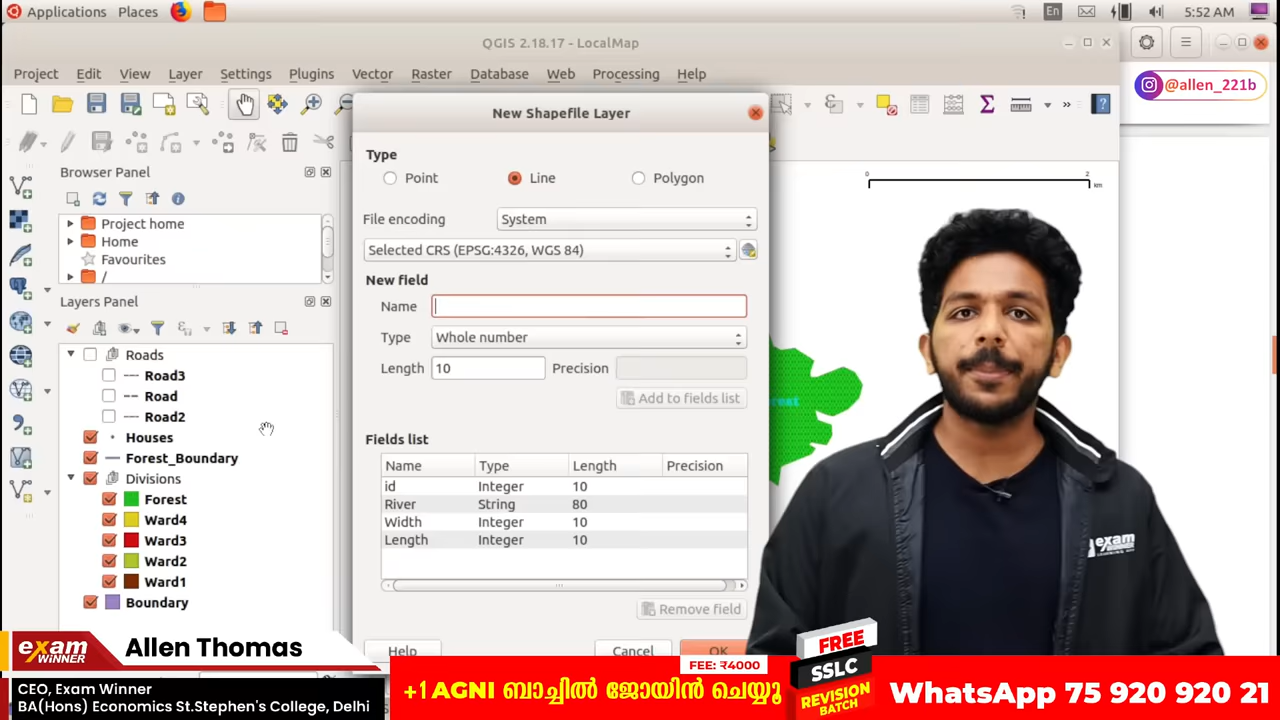 Applications Places En 5:52 AM
QGIS 2.18.17 - LocalMap
Project Edit View Layer Settings Plugins Vector Raster Database Web Processing Help
@allen_221b
New Shapefile Layer
Type
Point Line Polygon
File encoding System
Selected CRS (EPSG:4326, WGS 84)
New field
Name
Type Whole number
Length 10 Precision
Add to fields list
Fields list
Name Type Length Precision
id Integer 10
River String 80
Width Integer 10
Length Integer 10
Remove field
Help Cancel OK
Browser Panel
Project home
Home
Favourites
/
Layers Panel
Roads
Road3
Road
Road2
Houses
Forest_Boundary
Divisions
Forest
Ward4
Ward3
Ward2
Ward1
Boundary
0 2
km
exam
WINNER
exam
WiNNER
Allen Thomas
CEO, Exam Winner
BA(Hons) Economics St.Stephen's College, Delhi
FEE: ₹4000
+1 AGNI ബാച്ചിൽ ജോയിൻ ചെയ്യൂ
FREE
SSLC
REVISION
BATCH
WhatsApp 75 920 920 21